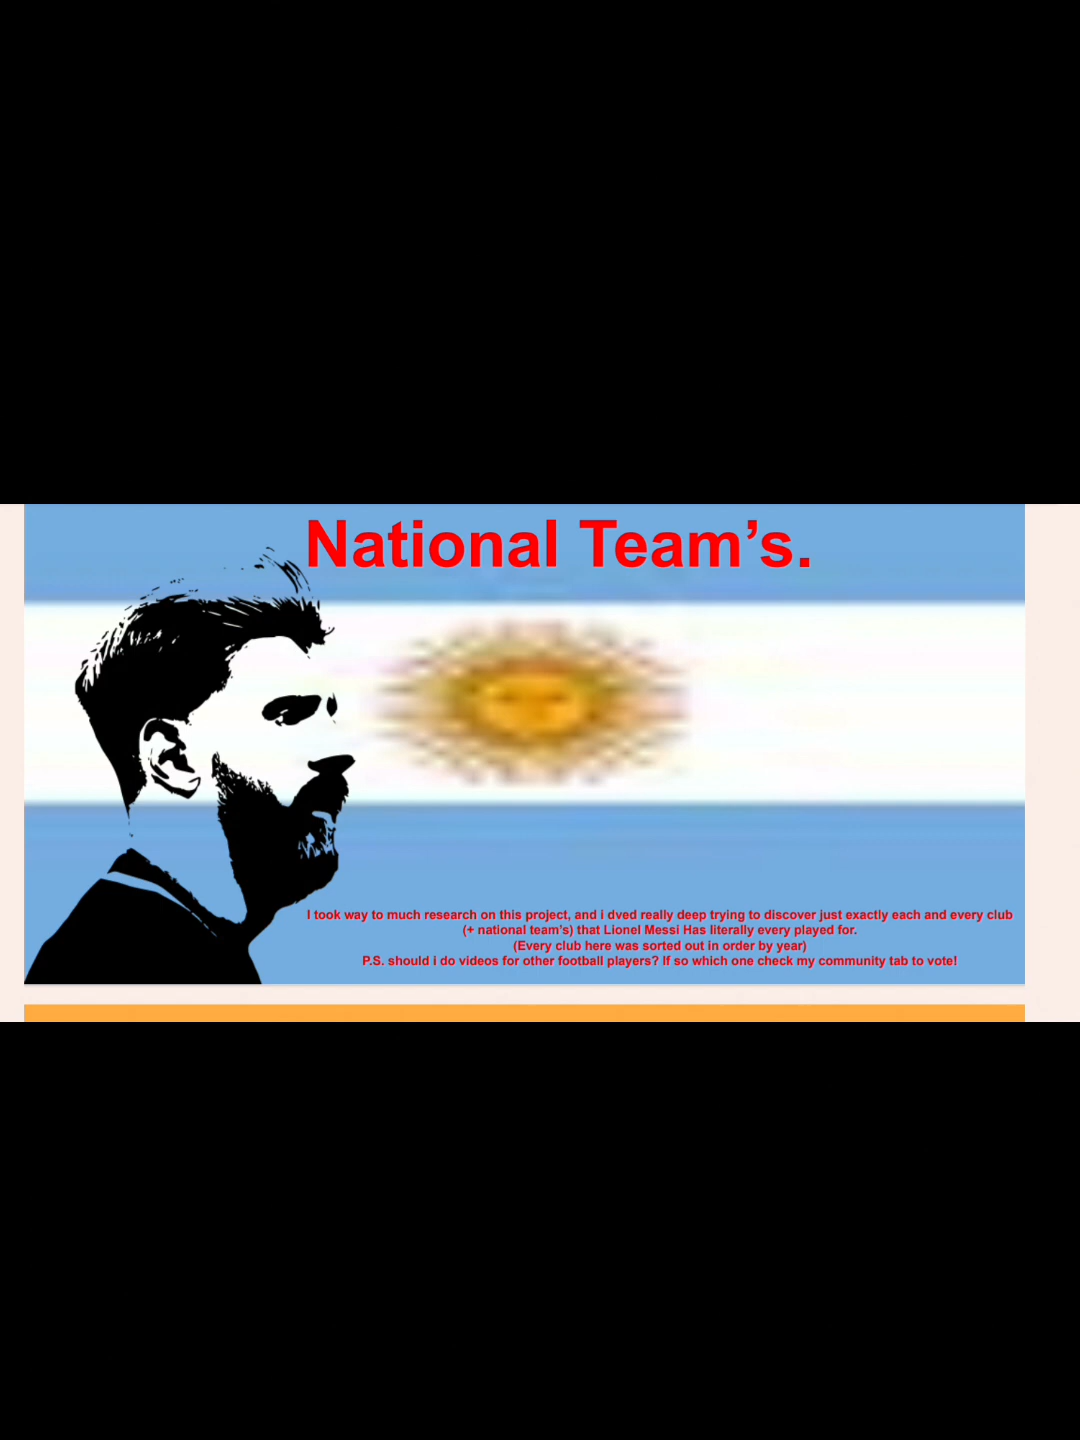 National Team’s.
I took way to much research on this project, and i dved really deep trying to discover just exactly each and every club
(+ national team's) that Lionel Messi Has literally every played for.
(Every club here was sorted out in order by year)
P.S. should i do videos for other football players? If so which one check my community tab to vote!